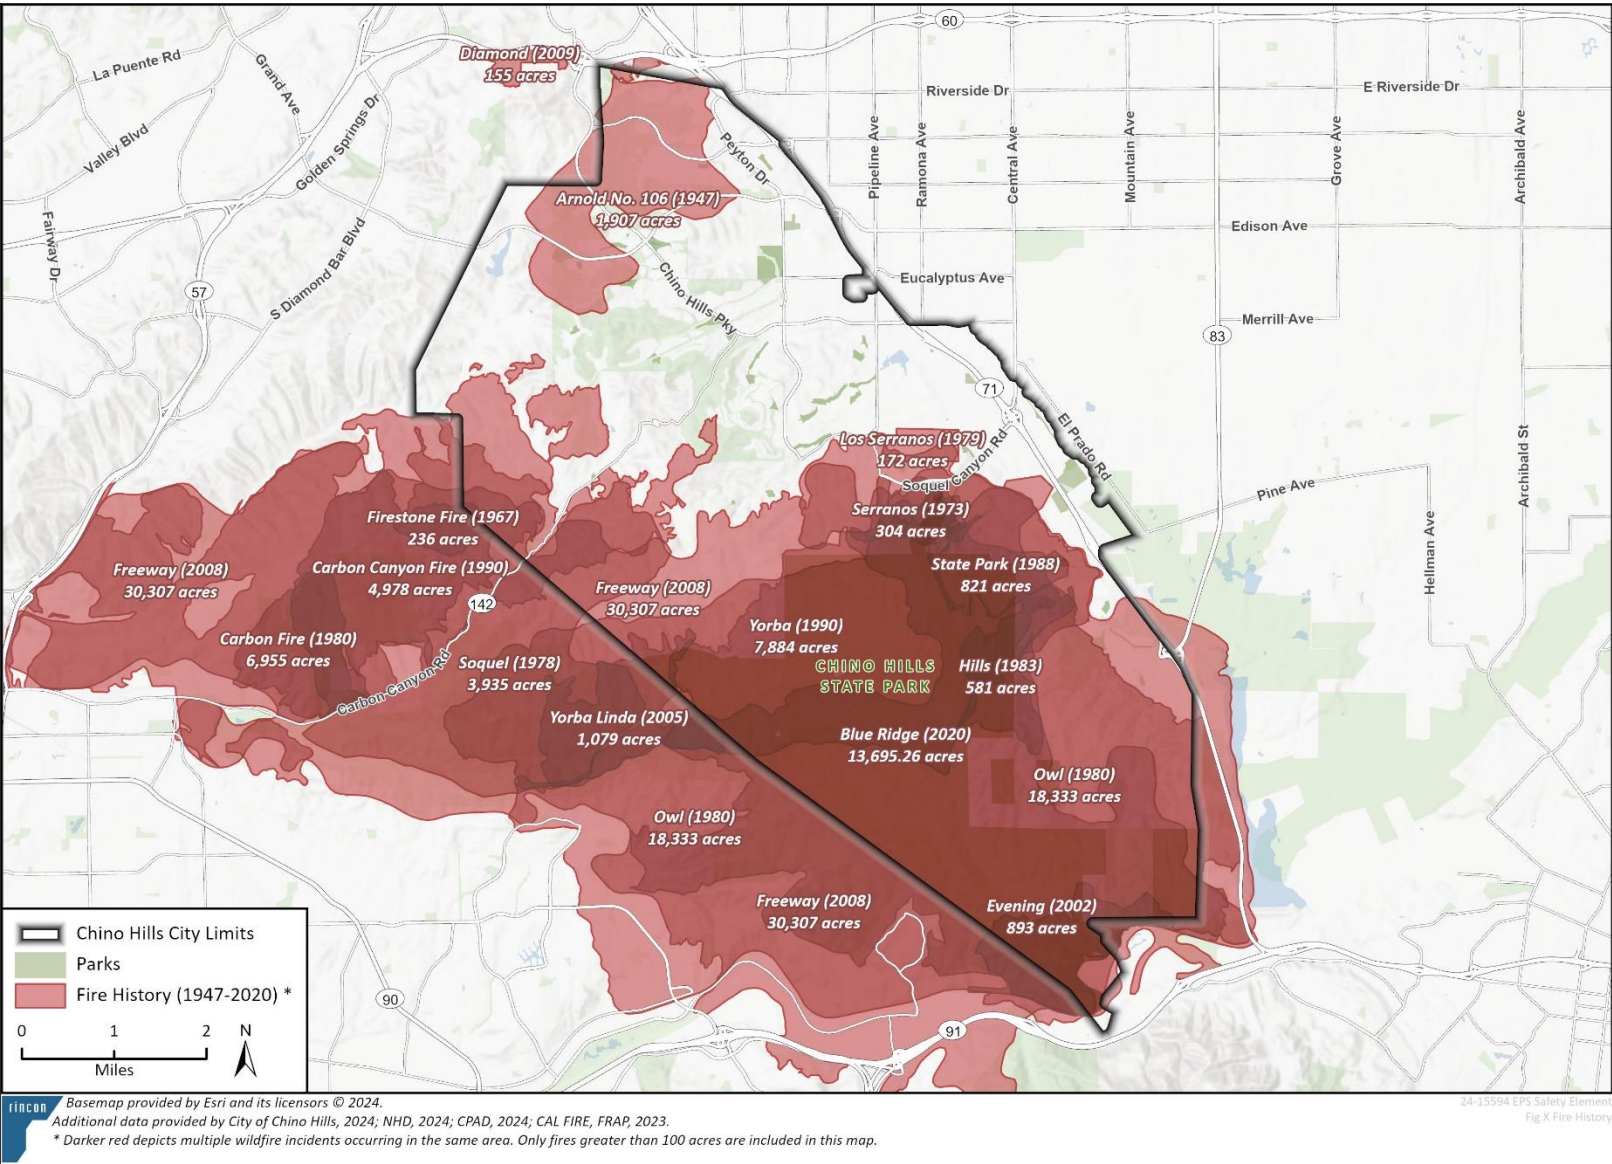 60
Diamond (2009)
155 acres
La Puente Rd
Grand Ave
Riverside Dr
E Riverside Dr
Valley Blvd
Golden Springs Dr
Peyton Dr
Pipeline Ave
Ramona Ave
Central Ave
Mountain Ave
Grove Ave
Archibald Ave
Arnold No. 106 (1947)
1,907 acres
Fairway Dr
S Diamond Bar Blvd
Edison Ave
57
Chino Hills Pky
Eucalyptus Ave
Merrill Ave
83
71
El Prado Rd
Los Serranos (1979)
172 acres
Soquel Canyon Rd
Archibald St
Pine Ave
Hellman Ave
Firestone Fire (1967)
236 acres
Serranos (1973)
304 acres
Freeway (2008)
30,307 acres
Carbon Canyon Fire (1990)
4,978 acres
State Park (1988)
821 acres
Freeway (2008)
30,307 acres
142
Carbon Fire (1980)
6,955 acres
Yorba (1990)
7,884 acres
CHINO HILLS
STATE PARK
Hills (1983)
581 acres
Soquel (1978)
3,935 acres
Carbon Canyon Rd
Yorba Linda (2005)
1,079 acres
Blue Ridge (2020)
13,695.26 acres
Owl (1980)
18,333 acres
Owl (1980)
18,333 acres
Freeway (2008)
30,307 acres
Evening (2002)
893 acres
90
91
Chino Hills City Limits
Parks
Fire History (1947-2020) *
0 1 2 N
Miles
rincon
Basemap provided by Esri and its licensors © 2024.
Additional data provided by City of Chino Hills, 2024; NHD, 2024; CPAD, 2024; CAL FIRE, FRAP, 2023.
* Darker red depicts multiple wildfire incidents occurring in the same area. Only fires greater than 100 acres are included in this map.
24-15594 EPS Safety Element
Fig X Fire History